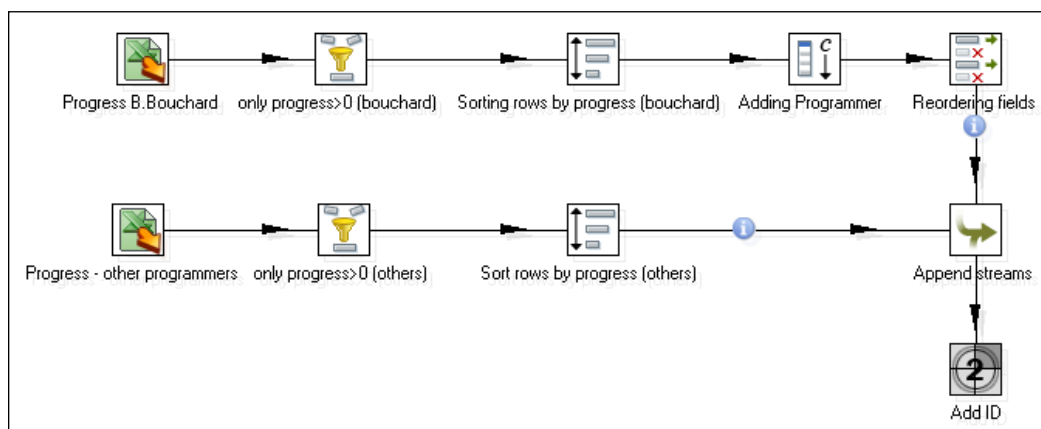 Progress B.Bouchard
only progress>0 (bouchard)
Sorting rows by progress (bouchard)
C
Adding Programmer
Reordering fields
Progress - other programmers
only progress>0 (others)
Sort rows by progress (others)
Append streams
2
Add ID